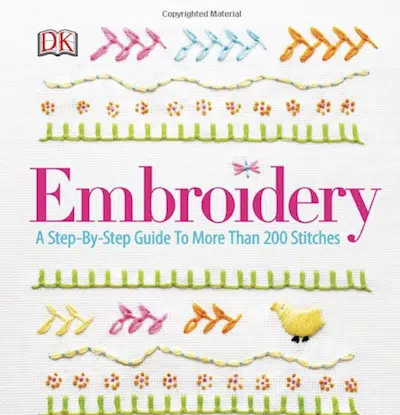 Copyrighted Material
DK
Embroidery
A Step-By-Step Guide To More Than 200 Stitches